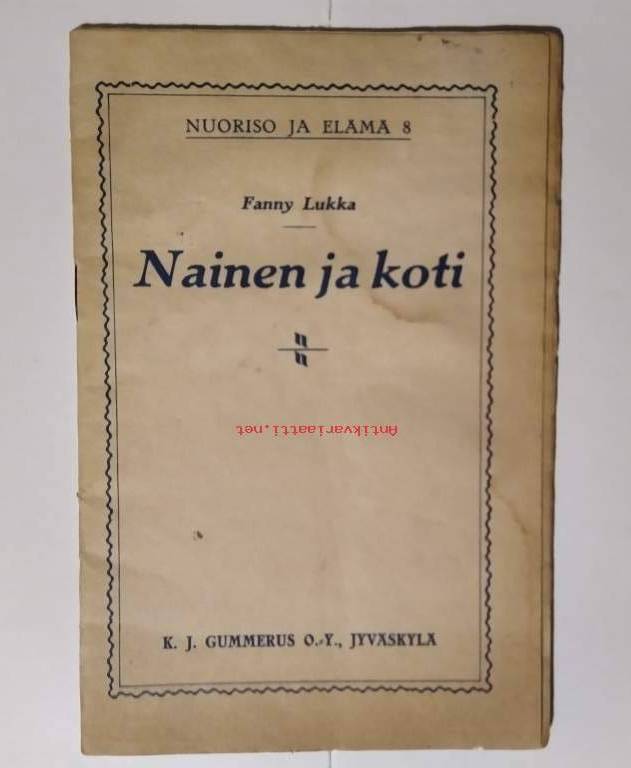 NUORISO JA ELÄMÄ 8
Fanny Lukka
Nainen ja koti
Antikvariaatti.net
K. J. GUMMERUS O.-Y., JYVÄSKYLÄ